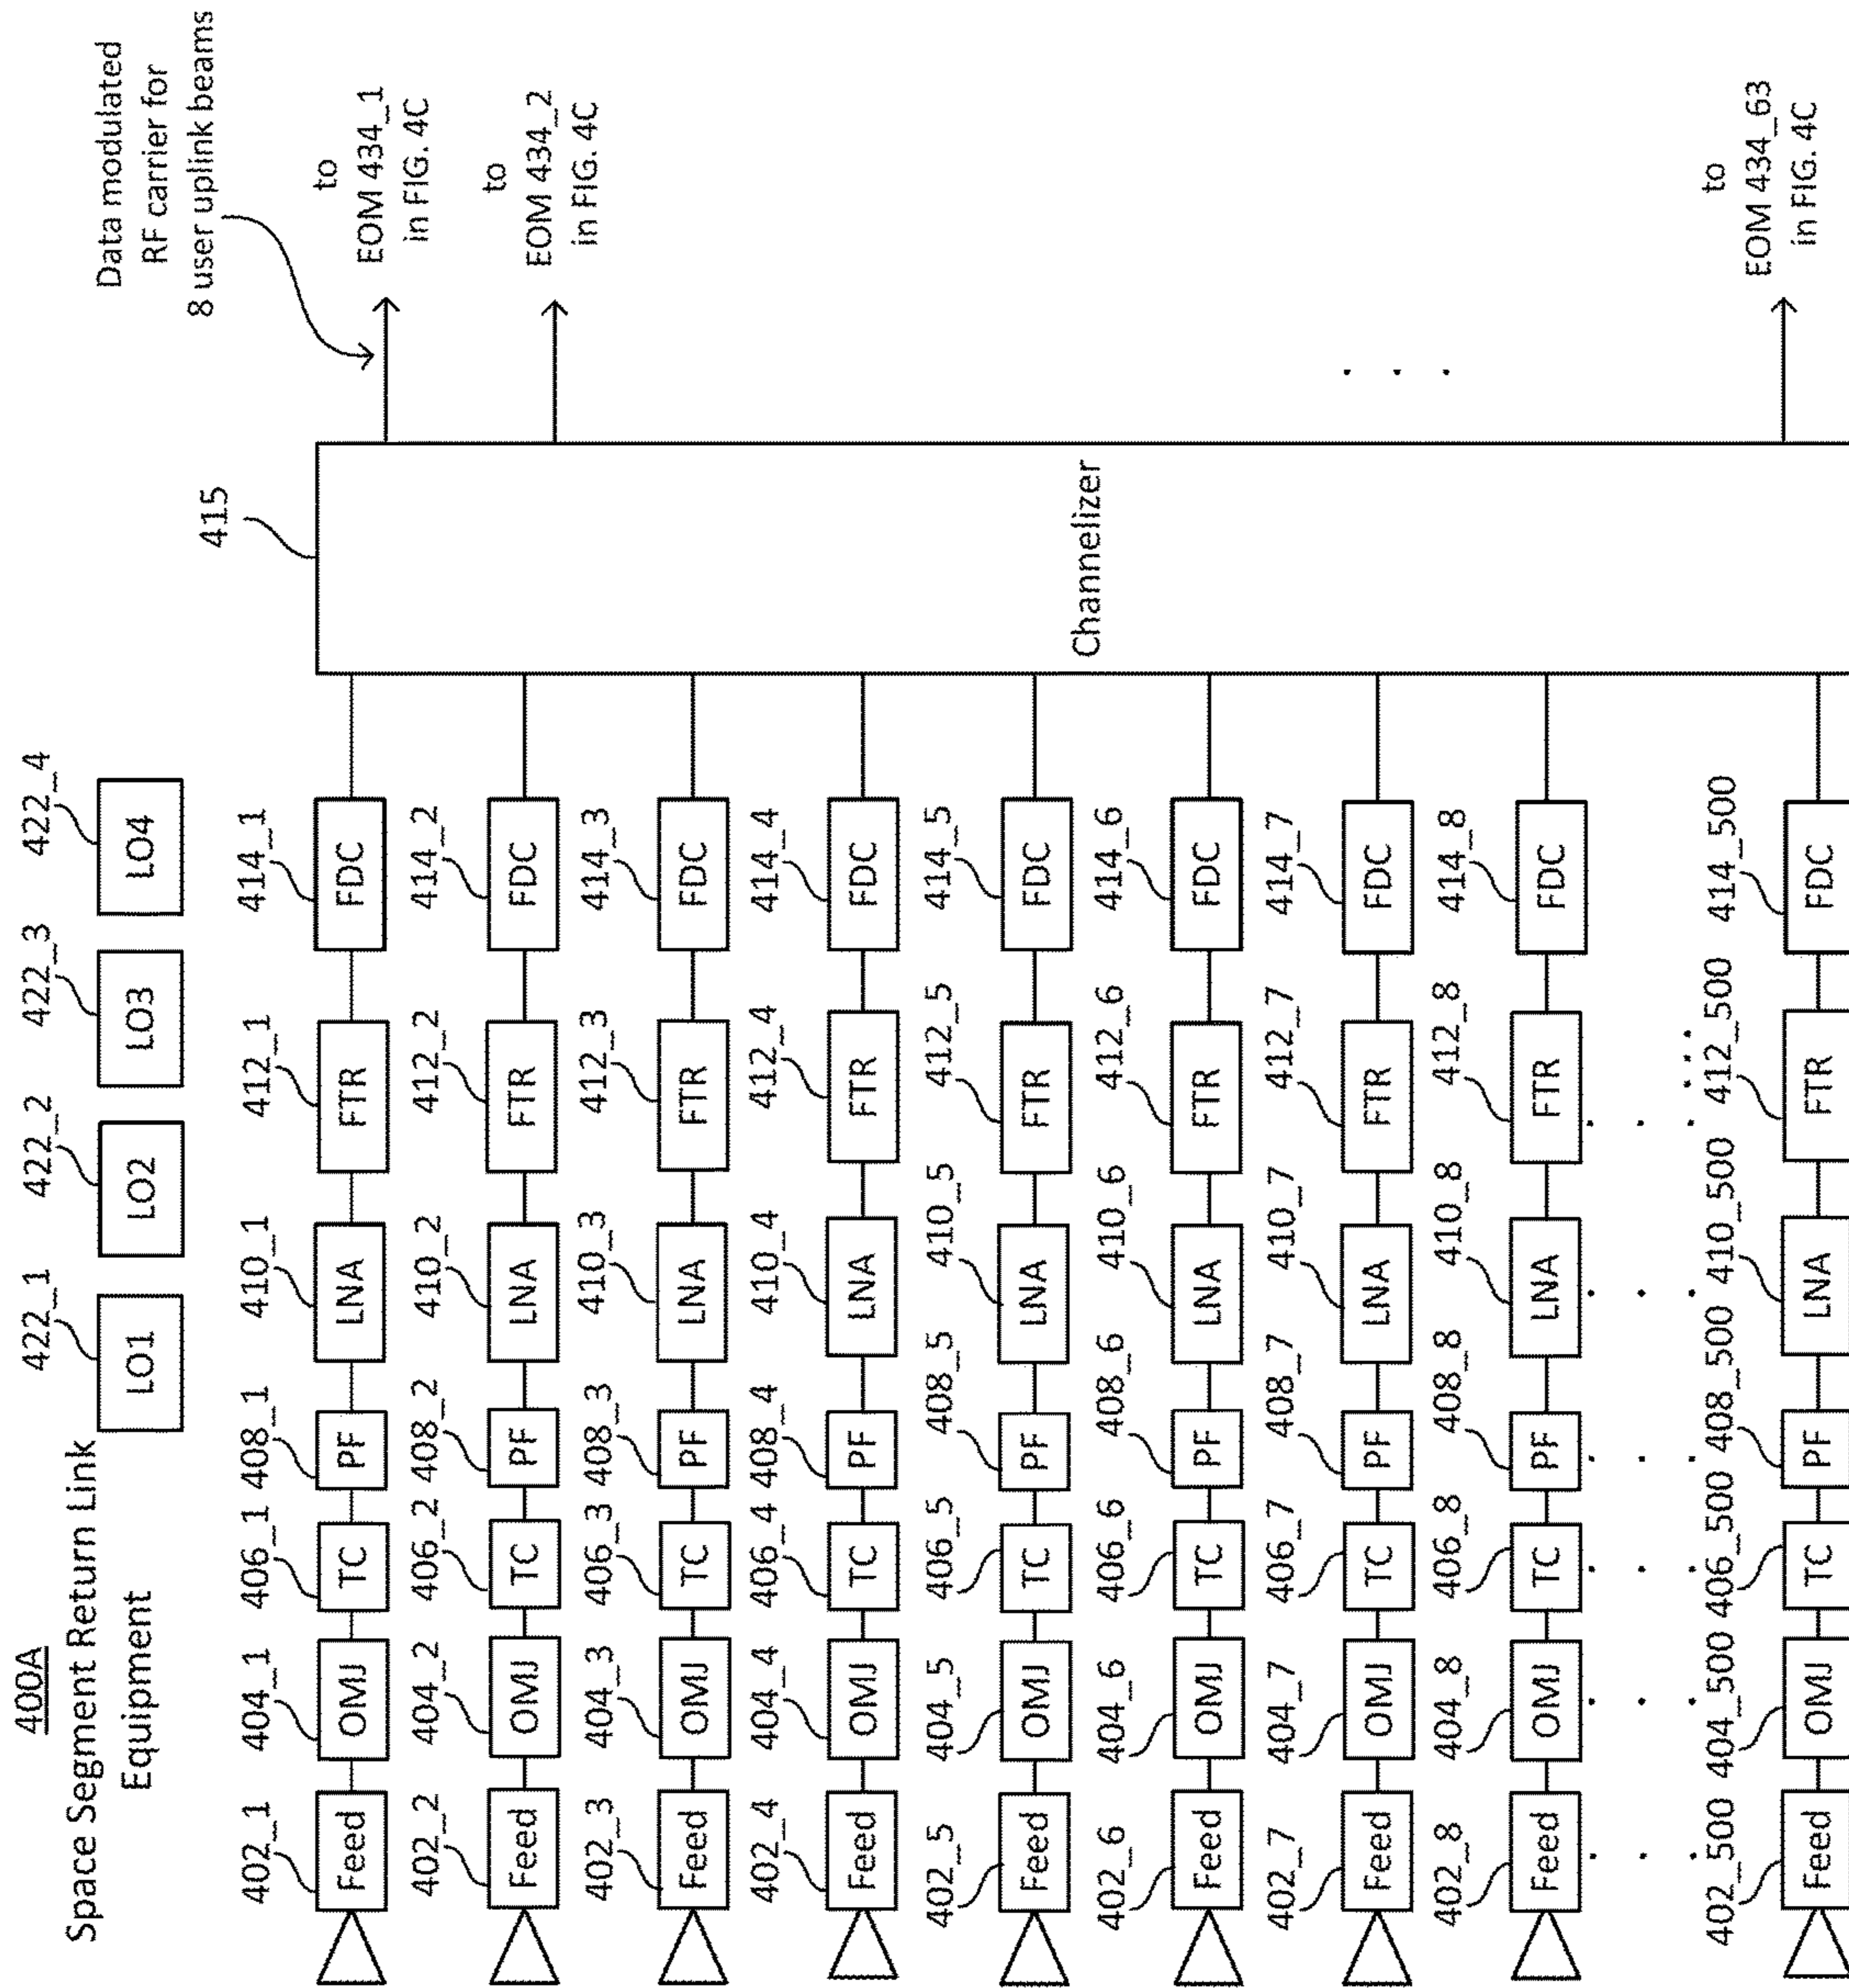 400A
Space Segment Return Link
Equipment
422_1
422_2
422_3
422_4
LO1
LO2
LO3
LO4
415
Data modulated
RF carrier for
8 user uplink beams
402_1
404_1
406_1
408_1
410_1
412_1
414_1
Feed
OMJ
TC
PF
LNA
FTR
FDC
to
EOM 434_1
in FIG. 4C
402_2
404_2
406_2
408_2
410_2
412_2
414_2
Feed
OMJ
TC
PF
LNA
FTR
FDC
to
EOM 434_2
in FIG. 4C
402_3
404_3
406_3
408_3
410_3
412_3
414_3
Feed
OMJ
TC
PF
LNA
FTR
FDC
402_4
404_4
406_4
408_4
410_4
412_4
414_4
Feed
OMJ
TC
PF
LNA
FTR
FDC
402_5
404_5
406_5
408_5
410_5
412_5
414_5
Feed
OMJ
TC
PF
LNA
FTR
FDC
Channelizer
402_6
404_6
406_6
408_6
410_6
412_6
414_6
Feed
OMJ
TC
PF
LNA
FTR
FDC
402_7
404_7
406_7
408_7
410_7
412_7
414_7
Feed
OMJ
TC
PF
LNA
FTR
FDC
402_8
404_8
406_8
408_8
410_8
412_8
414_8
Feed
OMJ
TC
PF
LNA
FTR
FDC
402_500
404_500
406_500
408_500
410_500
412_500
414_500
Feed
OMJ
TC
PF
LNA
FTR
FDC
to
EOM 434_63
in FIG. 4C